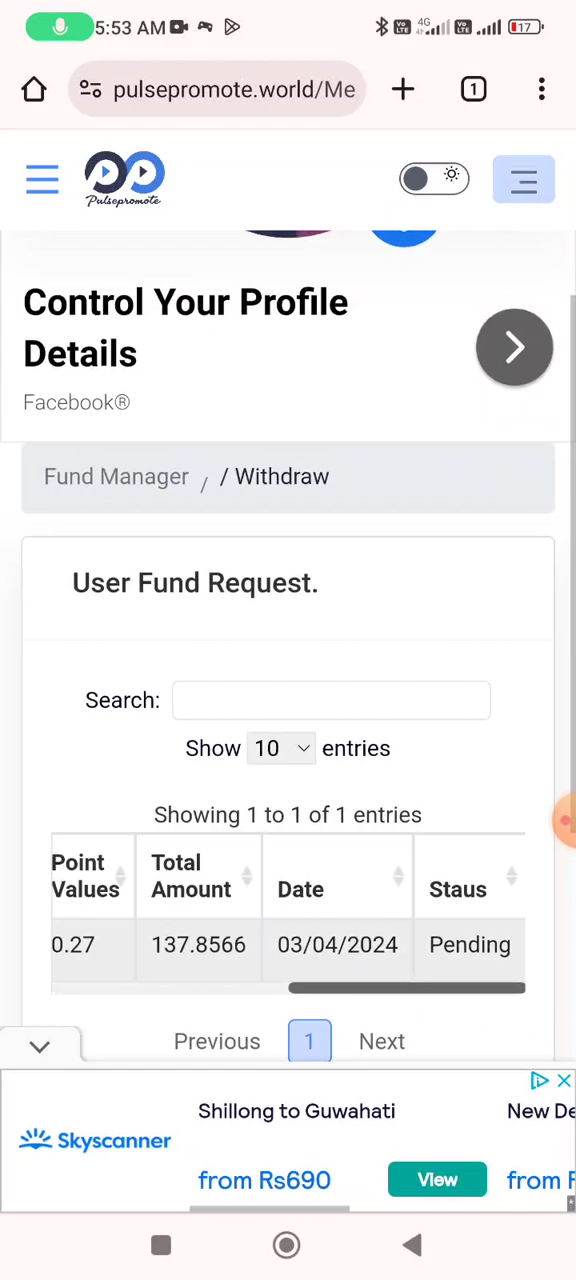 5:53 AM
4G
17
pulsepromote.world/Me
1
Pulsepromote
Control Your Profile
Details
Facebook®
Fund Manager / / Withdraw
User Fund Request.
Search:
Show 10 entries
Showing 1 to 1 of 1 entries
Point Values Total Amount Date Staus
0.27 137.8566 03/04/2024 Pending
Previous 1 Next
Skyscanner
Shillong to Guwahati
from Rs690
View
New De
from F